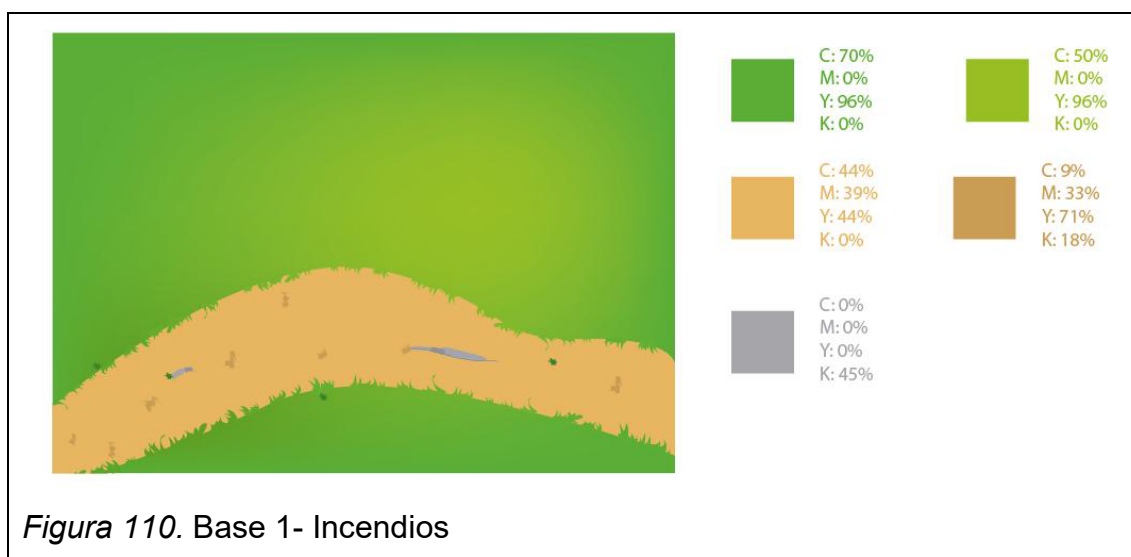 C: 70%
M: 0%
Y: 96%
K: 0%
C: 50%
M: 0%
Y: 96%
K: 0%
C: 44%
M: 39%
Y: 44%
K: 0%
C: 9%
M: 33%
Y: 71%
K: 18%
C: 0%
M: 0%
Y: 0%
K: 45%
Figura 110. Base 1- Incendios